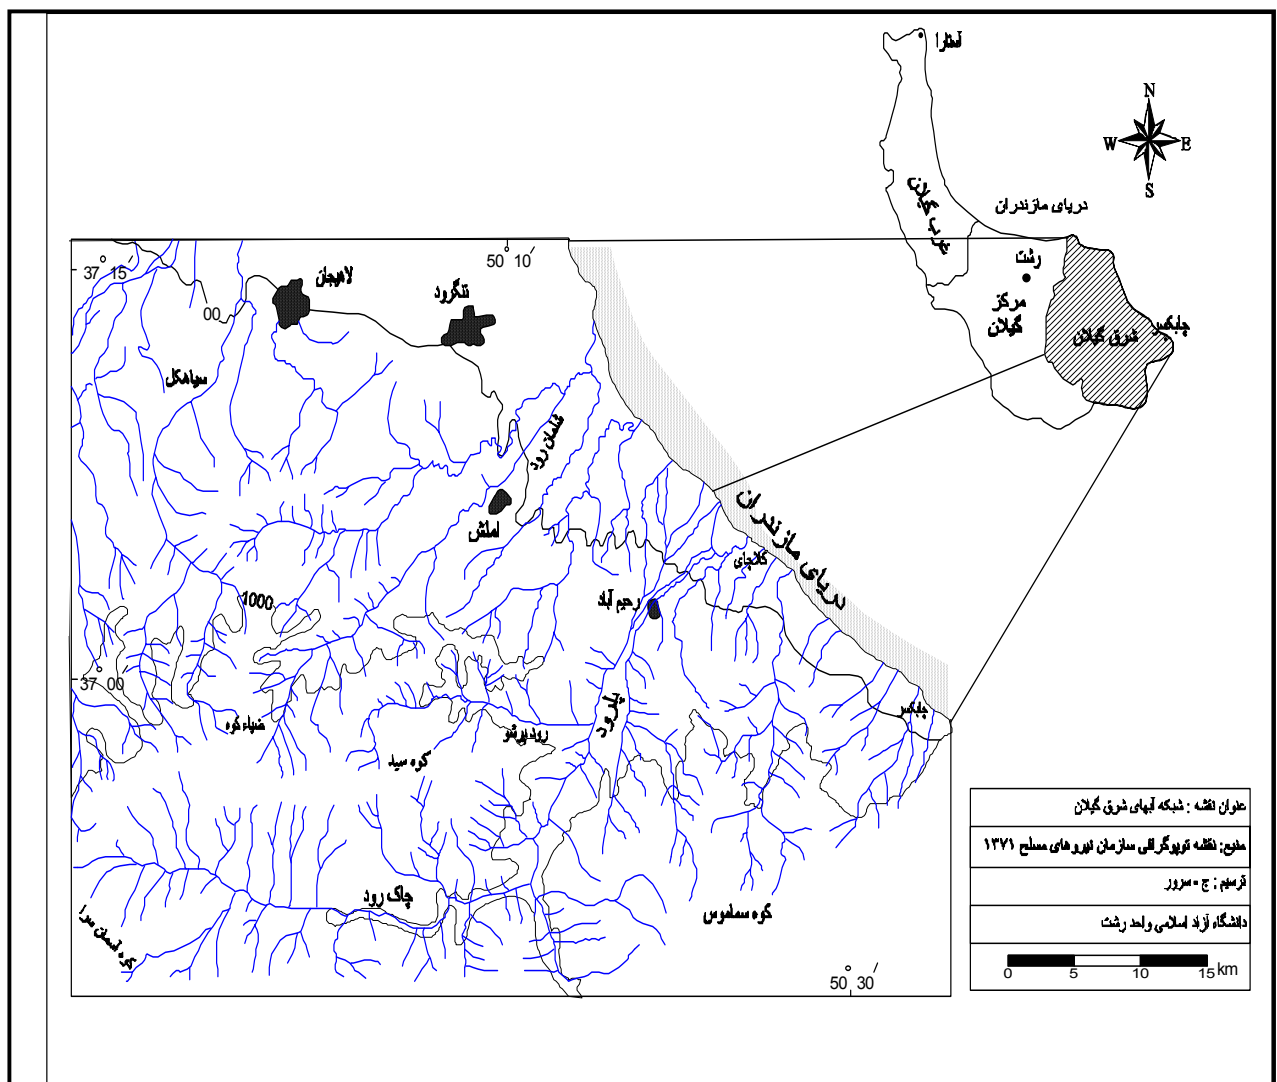 آستارا
N
W
E
S
غرب گیلان
دریای مازندران
رشت
مرکز
گیلان
شرق گیلان
چابکسر
37° 15′
50° 10′
لاهیجان
لنگرود
00
سیاهکل
شلمان رود
املش
دریای مازندران
کلاچای
رحیم آباد
1000
37° 00′
پلرود
چابکسر
ضیاء کوه
کوه سید
چاک رود
کوه سماموس
کوه آسمان سرا
50° 30′
عنوان نقشه : شبکه آبهای شرق گیلان
منبع: نقشه توپوگرافی سازمان نیروهای مسلح ۱۳۷۱
ترسیم : ج - سرور
دانشگاه آزاد اسلامی واحد رشت
0 5 10 15 km